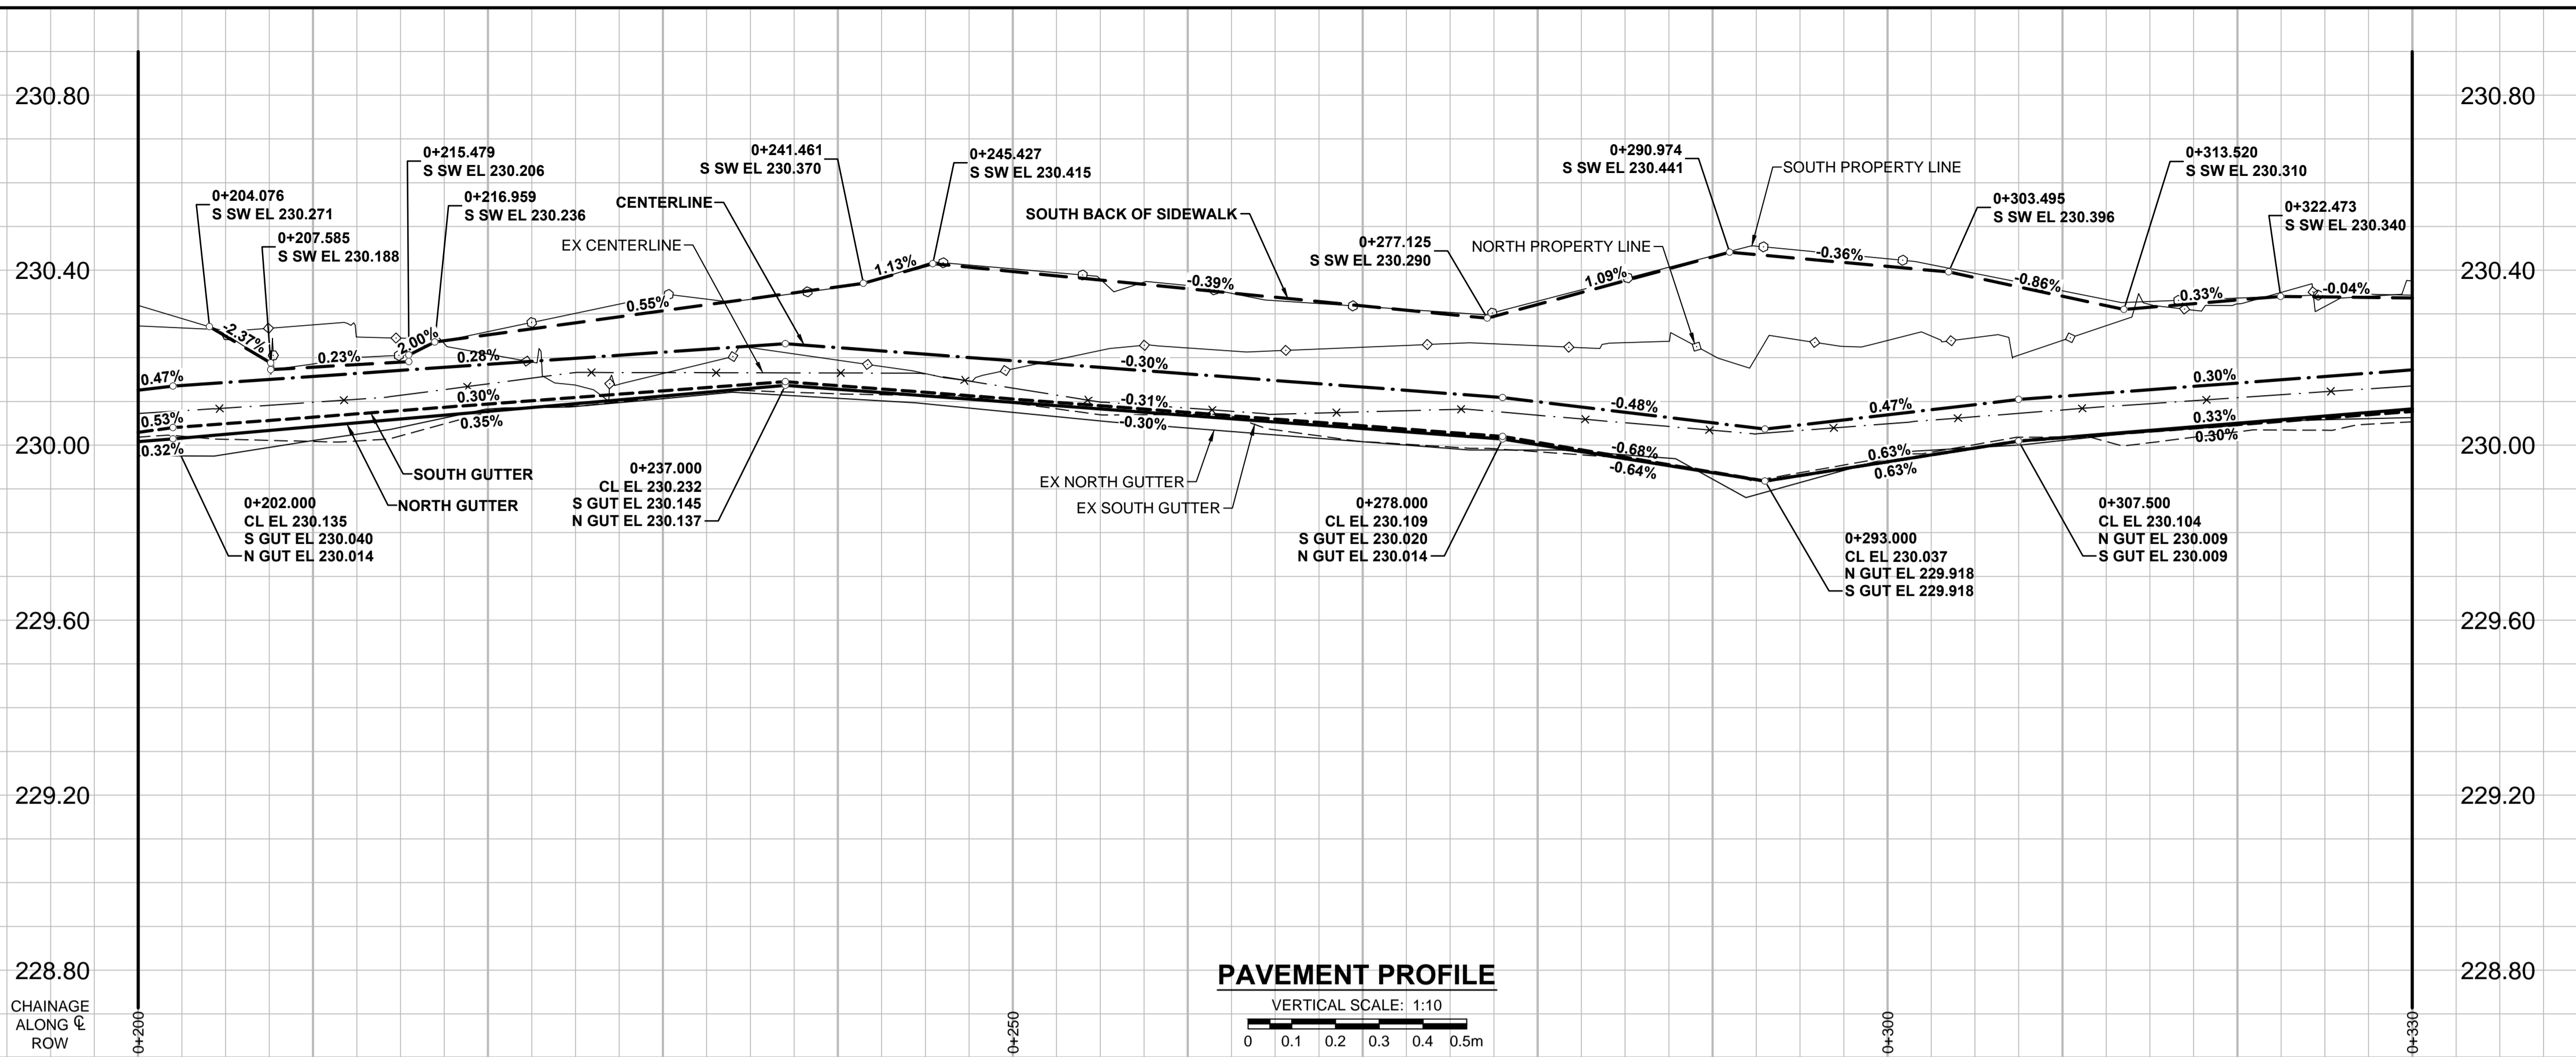 230.80
230.40
230.00
229.60
229.20
228.80
CHAINAGE
ALONG ℄
ROW
0+204.076
S SW EL 230.271
0+207.585
S SW EL 230.188
0+215.479
S SW EL 230.206
0+216.959
S SW EL 230.236
0+241.461
S SW EL 230.370
CENTERLINE
EX CENTERLINE
0+245.427
S SW EL 230.415
SOUTH BACK OF SIDEWALK
0+277.125
S SW EL 230.290
NORTH PROPERTY LINE
0+290.974
S SW EL 230.441
SOUTH PROPERTY LINE
0+303.495
S SW EL 230.396
0+313.520
S SW EL 230.310
0+322.473
S SW EL 230.340
-2.37%
0.23%
2.00%
0.55%
1.13%
-0.39%
1.09%
-0.36%
-0.86%
0.33%
-0.04%
0.47%
0.28%
-0.30%
-0.48%
0.47%
0.30%
0.53%
0.30%
-0.31%
-0.68%
0.63%
0.33%
0.32%
0.35%
-0.30%
-0.64%
0.63%
0.30%
SOUTH GUTTER
NORTH GUTTER
EX NORTH GUTTER
EX SOUTH GUTTER
0+202.000
CL EL 230.135
S GUT EL 230.040
N GUT EL 230.014
0+237.000
CL EL 230.232
S GUT EL 230.145
N GUT EL 230.137
0+278.000
CL EL 230.109
S GUT EL 230.020
N GUT EL 230.014
0+293.000
CL EL 230.037
N GUT EL 229.918
S GUT EL 229.918
0+307.500
CL EL 230.104
N GUT EL 230.009
S GUT EL 230.009
230.80
230.40
230.00
229.60
229.20
228.80
PAVEMENT PROFILE
VERTICAL SCALE: 1:10
0 0.1 0.2 0.3 0.4 0.5m
0+200
0+250
0+300
0+330